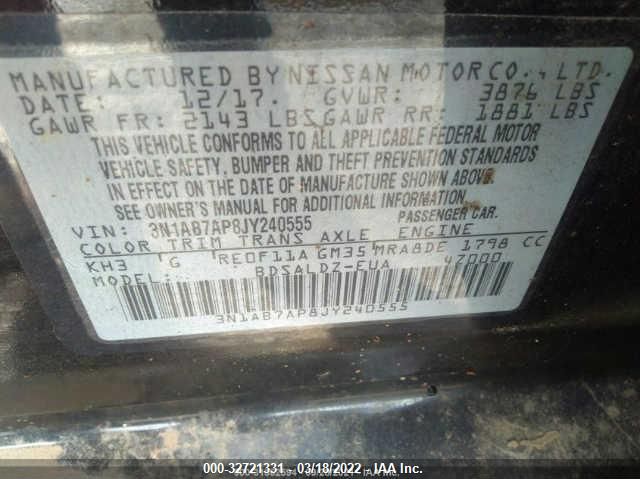 MANUFACTURED BY NISSAN MOTOR CO., LTD.
DATE: 12/17. GVWR: 3876 LBS
GAWR FR: 2143 LBS GAWR RR: 1881 LBS
THIS VEHICLE CONFORMS TO ALL APPLICABLE FEDERAL MOTOR
VEHICLE SAFETY, BUMPER AND THEFT PREVENTION STANDARDS
IN EFFECT ON THE DATE OF MANUFACTURE SHOWN ABOVE.
SEE OWNER'S MANUAL FOR ADDITIONAL INFORMATION.
VIN: 3N1AB7AP8JY240555 PASSENGER CAR.
COLOR TRIM TRANS AXLE ENGINE
KH3 G RE0F11A GM35 MRA8DE 1798 CC
MODEL: BDSALDZ-EUA 47000
3N1AB7AP8JY240555
000-32721331 - 03/18/2022 - IAA Inc.